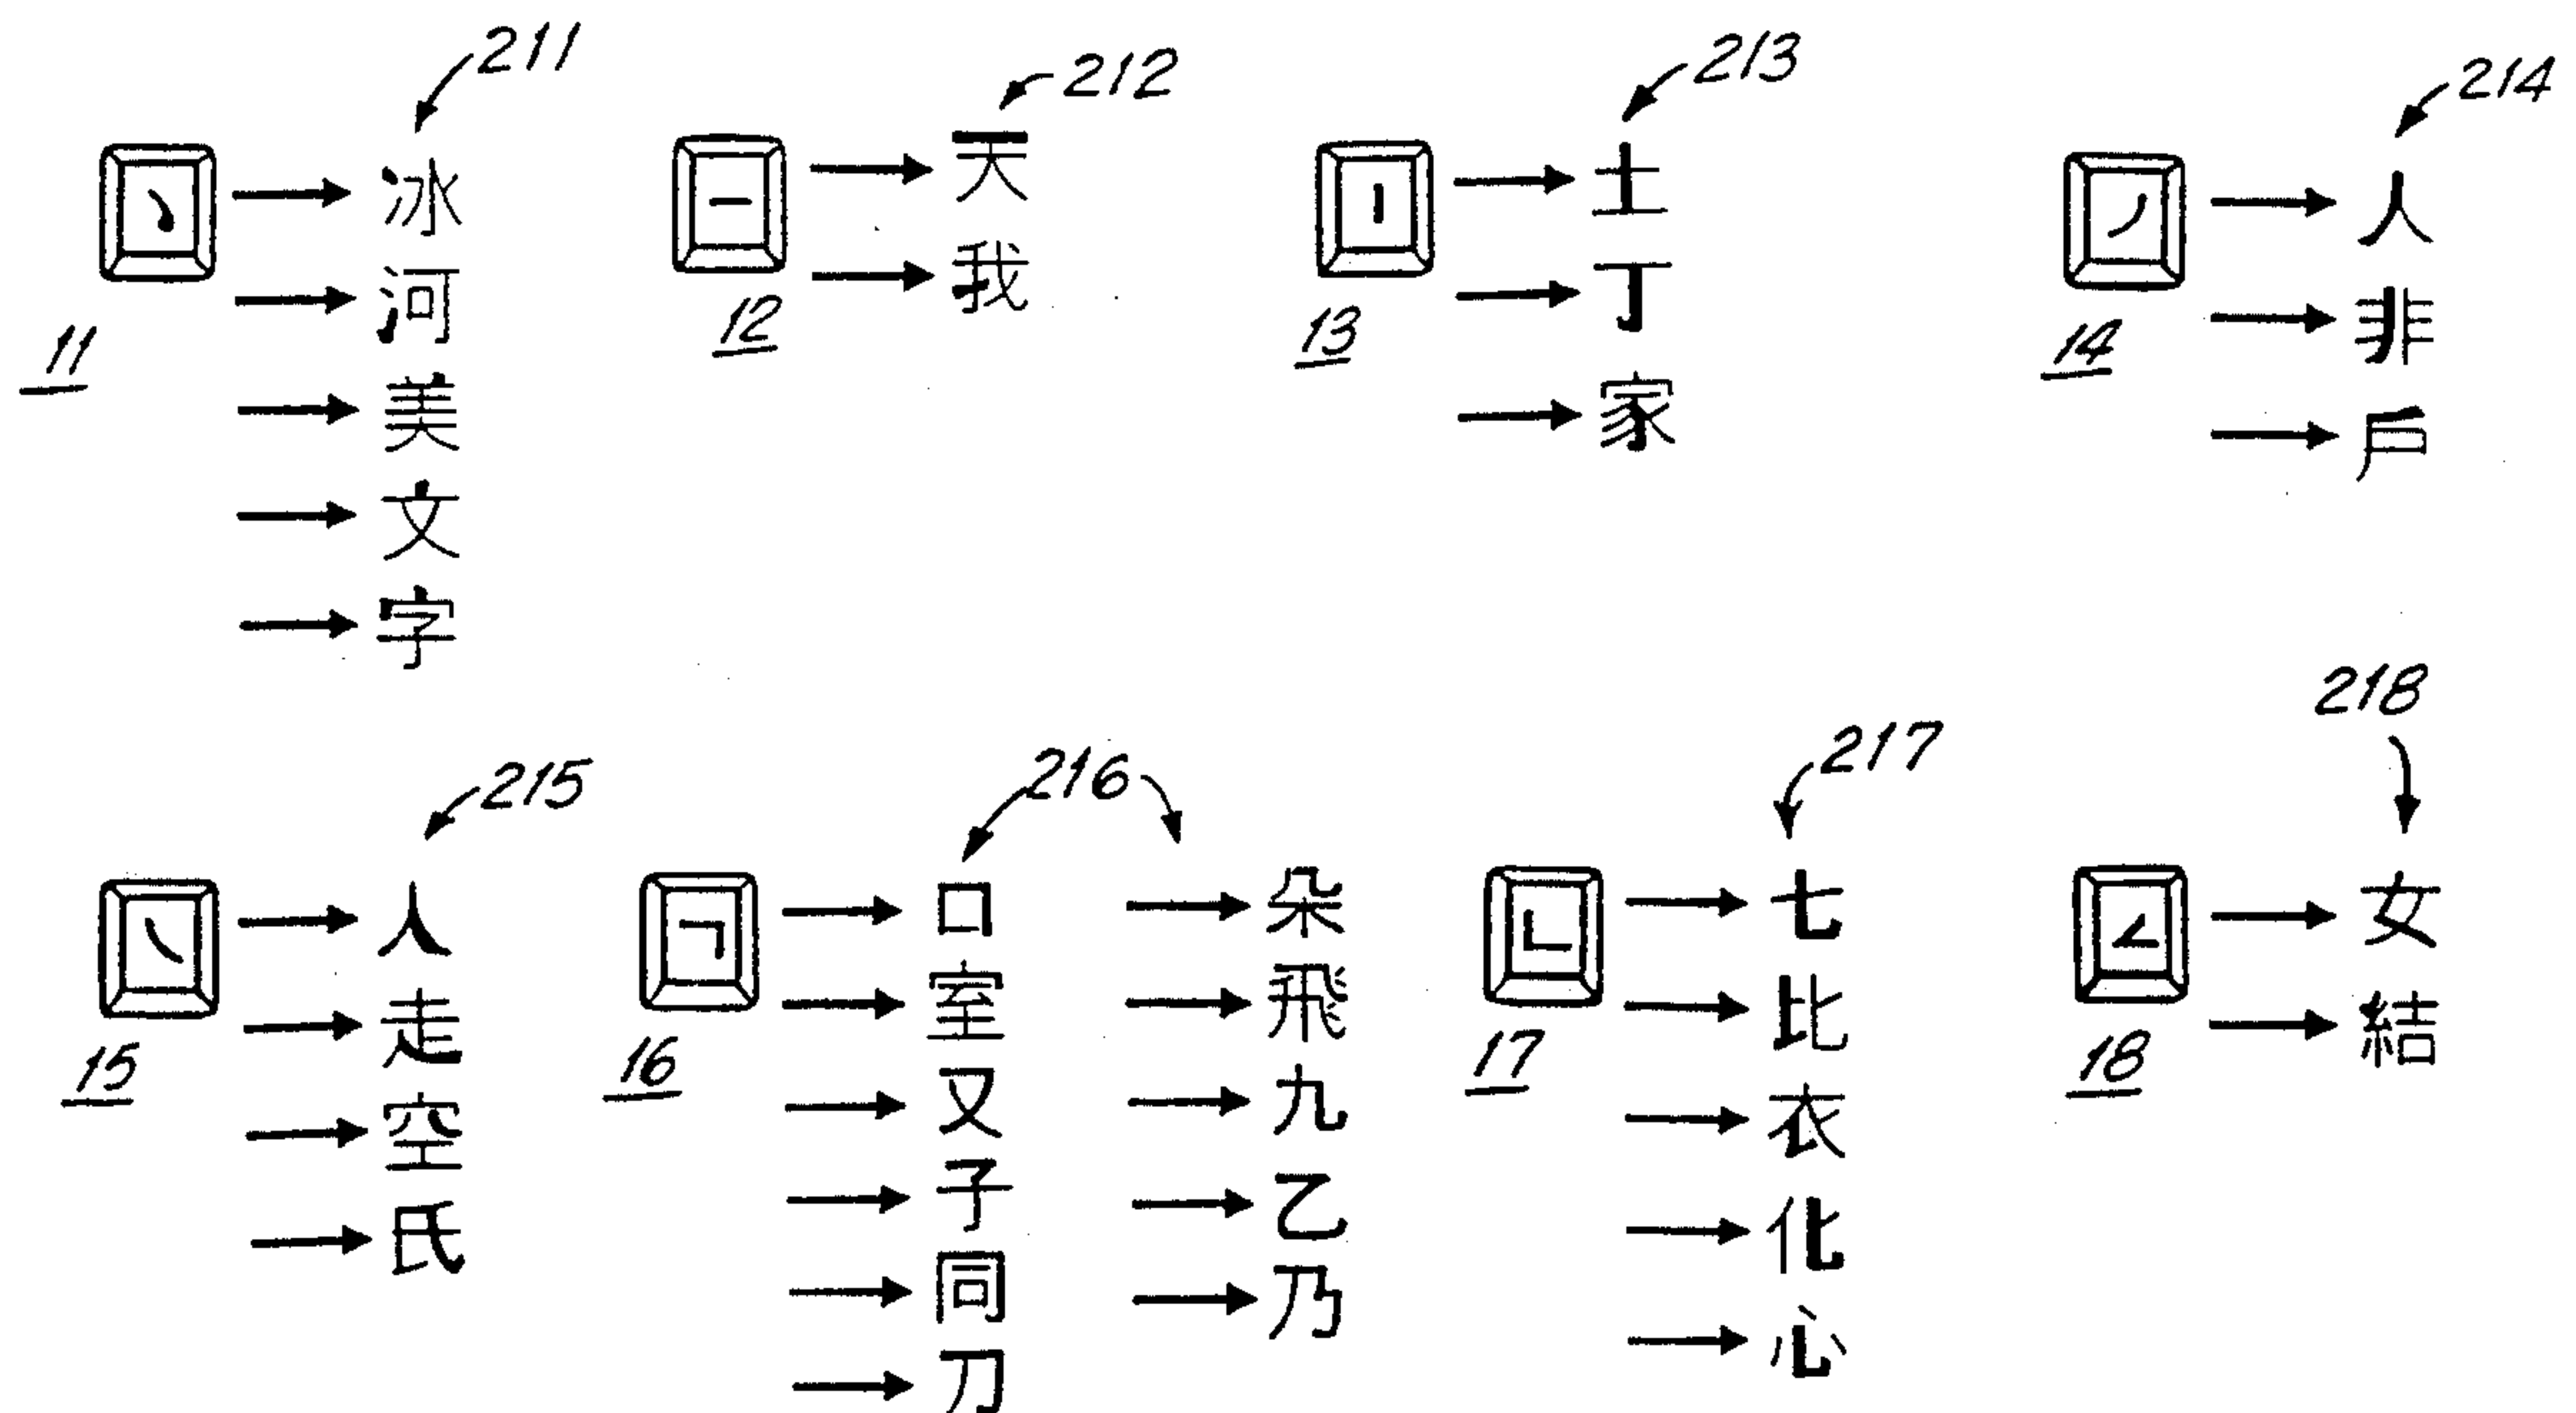 211
冰
河
美
文
字
11
212
天
我
12
213
土
丁
家
13
214
人
非
戶
14
215
人
走
空
氏
15
216
口
室
又
子
同
刀
朵
飛
九
乙
乃
16
217
七
比
衣
化
心
17
218
女
結
18